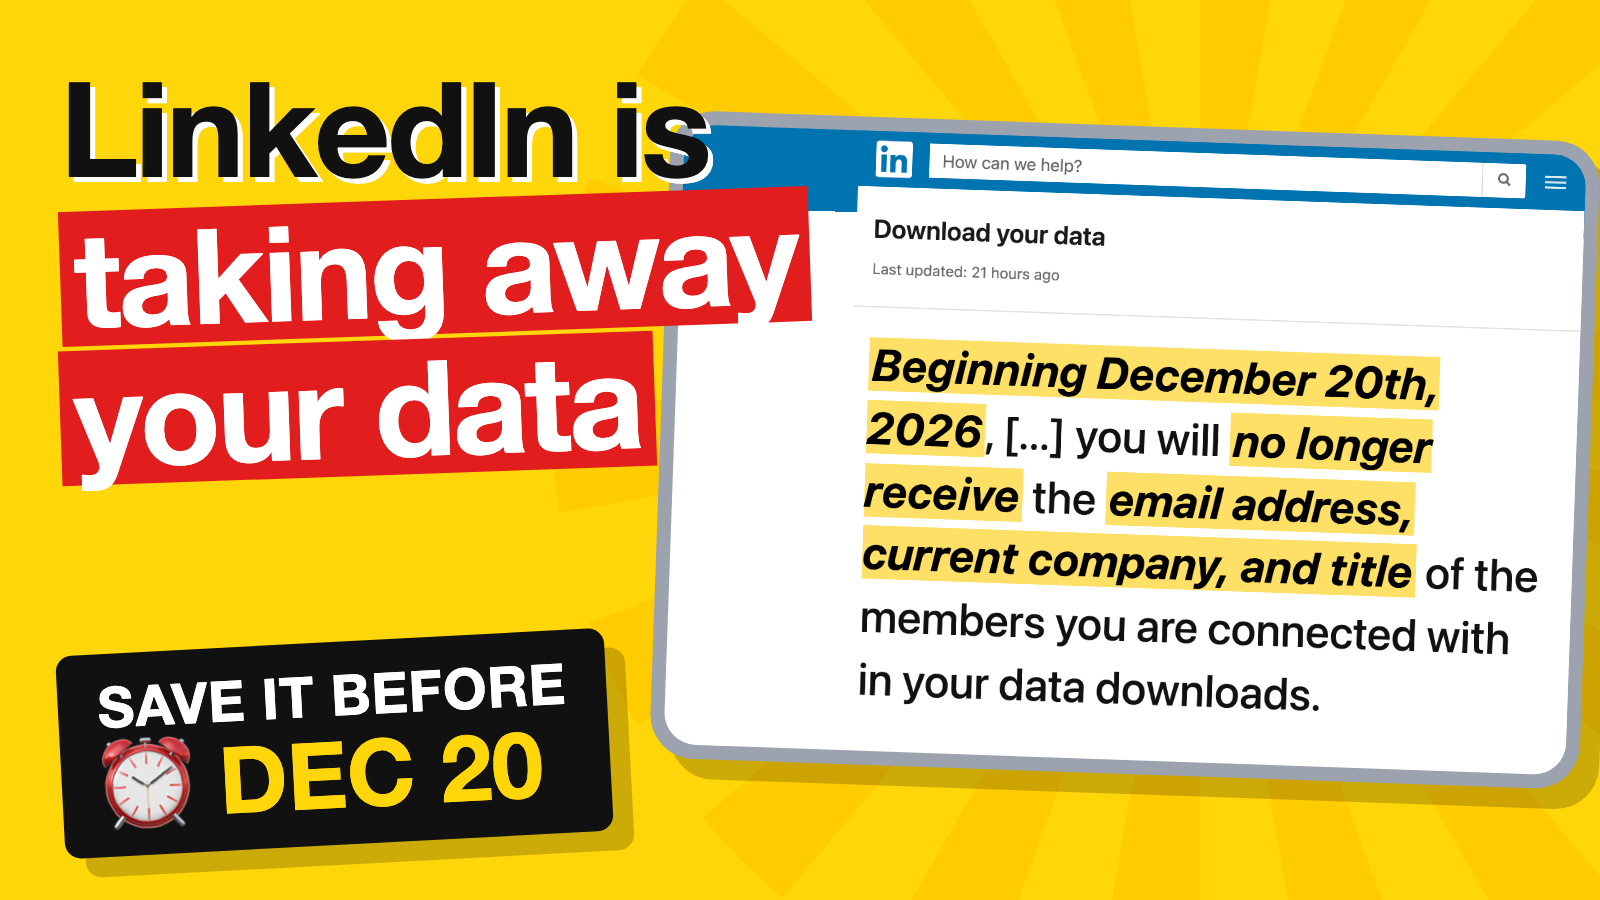 LinkedIn is
taking away
your data
SAVE IT BEFORE
DEC 20
in
How can we help?
Download your data
Last updated: 21 hours ago
Beginning December 20th,
2026, [...] you will no longer
receive the email address,
current company, and title of the
members you are connected with
in your data downloads.